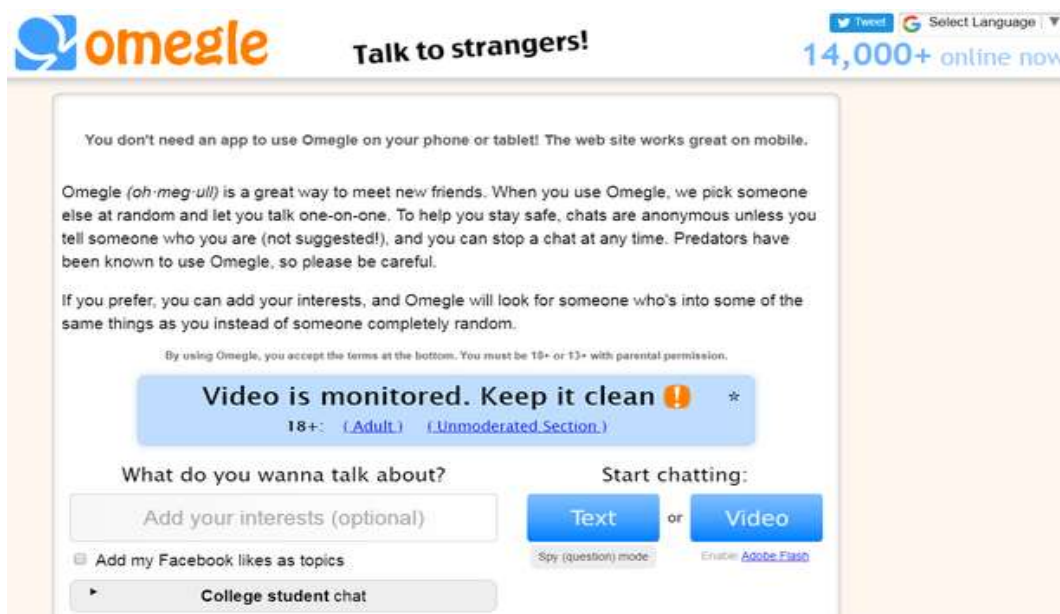 omegle
Talk to strangers!
Tweet
Select Language
14,000+ online now
You don't need an app to use Omegle on your phone or tablet! The web site works great on mobile.
Omegle (oh·meg·ull) is a great way to meet new friends. When you use Omegle, we pick someone
else at random and let you talk one-on-one. To help you stay safe, chats are anonymous unless you
tell someone who you are (not suggested!), and you can stop a chat at any time. Predators have
been known to use Omegle, so please be careful.
If you prefer, you can add your interests, and Omegle will look for someone who's into some of the
same things as you instead of someone completely random.
By using Omegle, you accept the terms at the bottom. You must be 18+ or 13+ with parental permission.
Video is monitored. Keep it clean !
18+: (Adult) (Unmoderated Section)
What do you wanna talk about?
Start chatting:
Add your interests (optional)
Text or Video
Add my Facebook likes as topics
Spy (question) mode
Enable Adobe Flash
College student chat